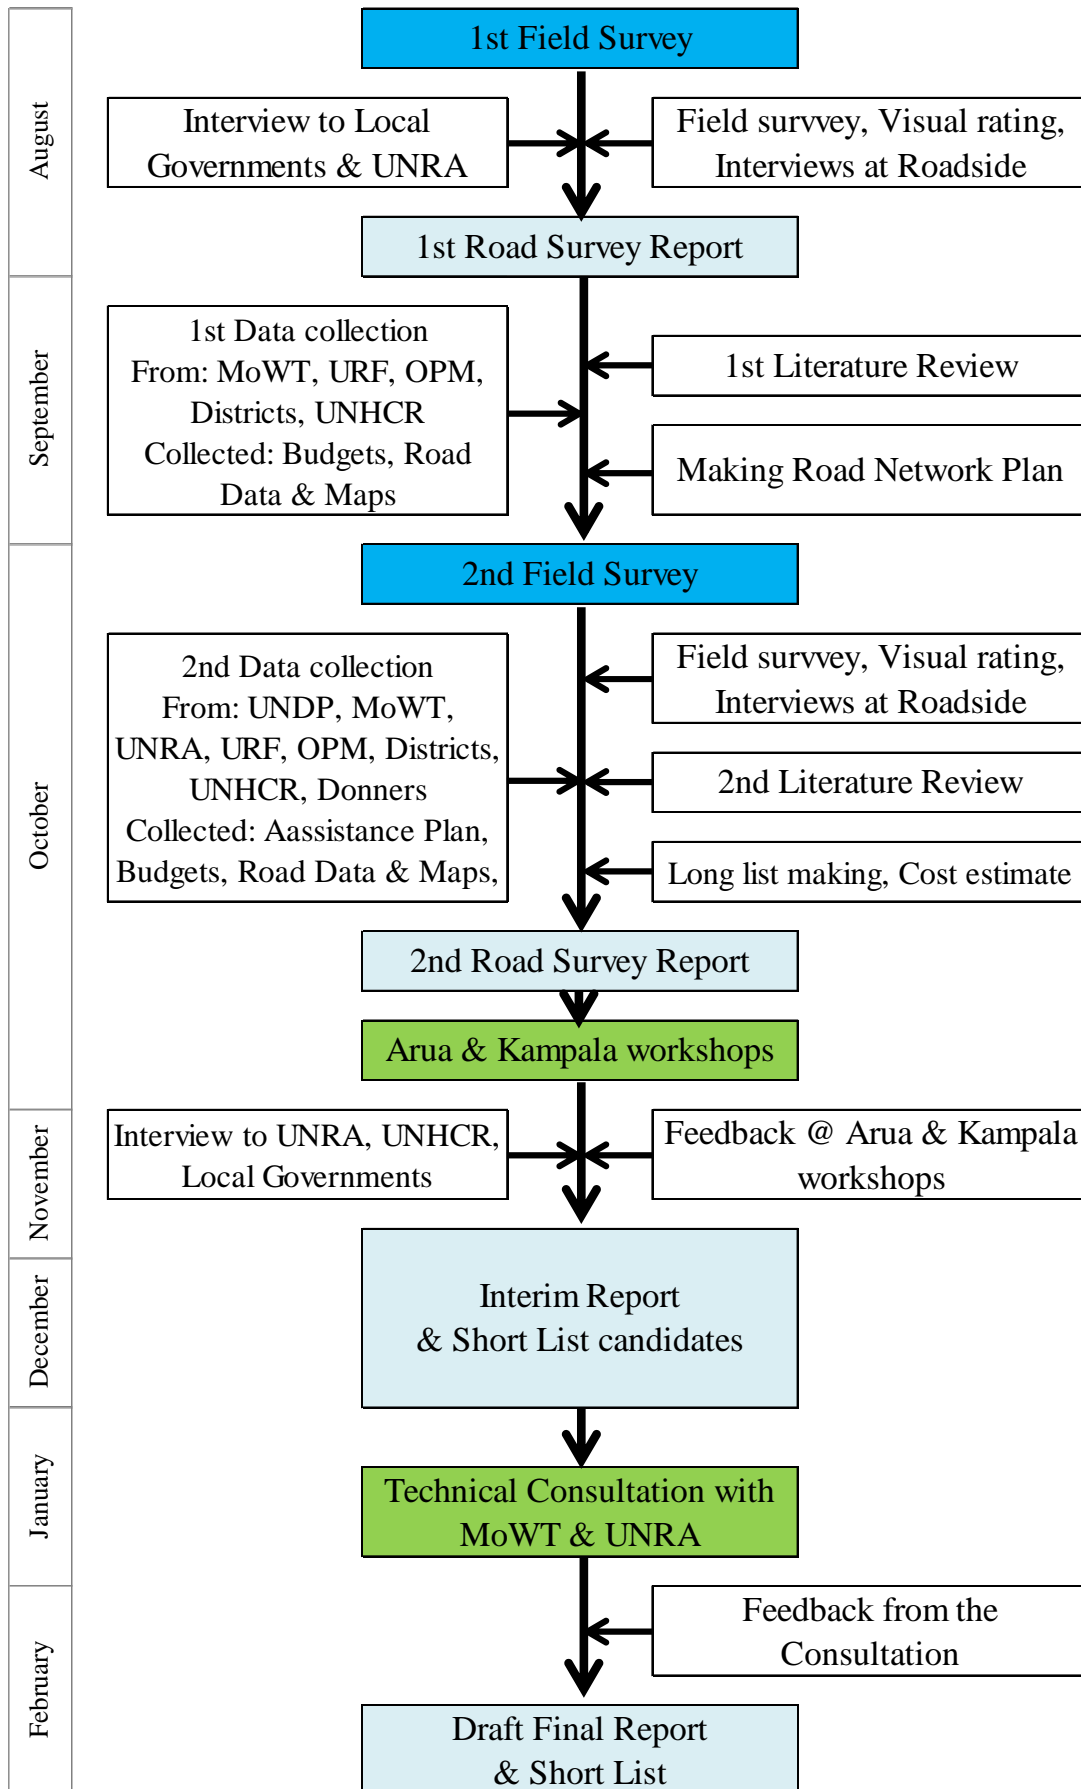 August
1st Field Survey
Interview to Local
Governments & UNRA
Field survvey, Visual rating,
Interviews at Roadside
1st Road Survey Report
September
1st Data collection
From: MoWT, URF, OPM,
Districts, UNHCR
Collected: Budgets, Road
Data & Maps
1st Literature Review
Making Road Network Plan
October
2nd Field Survey
2nd Data collection
From: UNDP, MoWT,
UNRA, URF, OPM, Districts,
UNHCR, Donners
Collected: Aassistance Plan,
Budgets, Road Data & Maps,
Field survvey, Visual rating,
Interviews at Roadside
2nd Literature Review
Long list making, Cost estimate
2nd Road Survey Report
Arua & Kampala workshops
November
Interview to UNRA, UNHCR,
Local Governments
Feedback @ Arua & Kampala
workshops
December
Interim Report
& Short List candidates
January
Technical Consultation with
MoWT & UNRA
February
Feedback from the
Consultation
Draft Final Report
& Short List